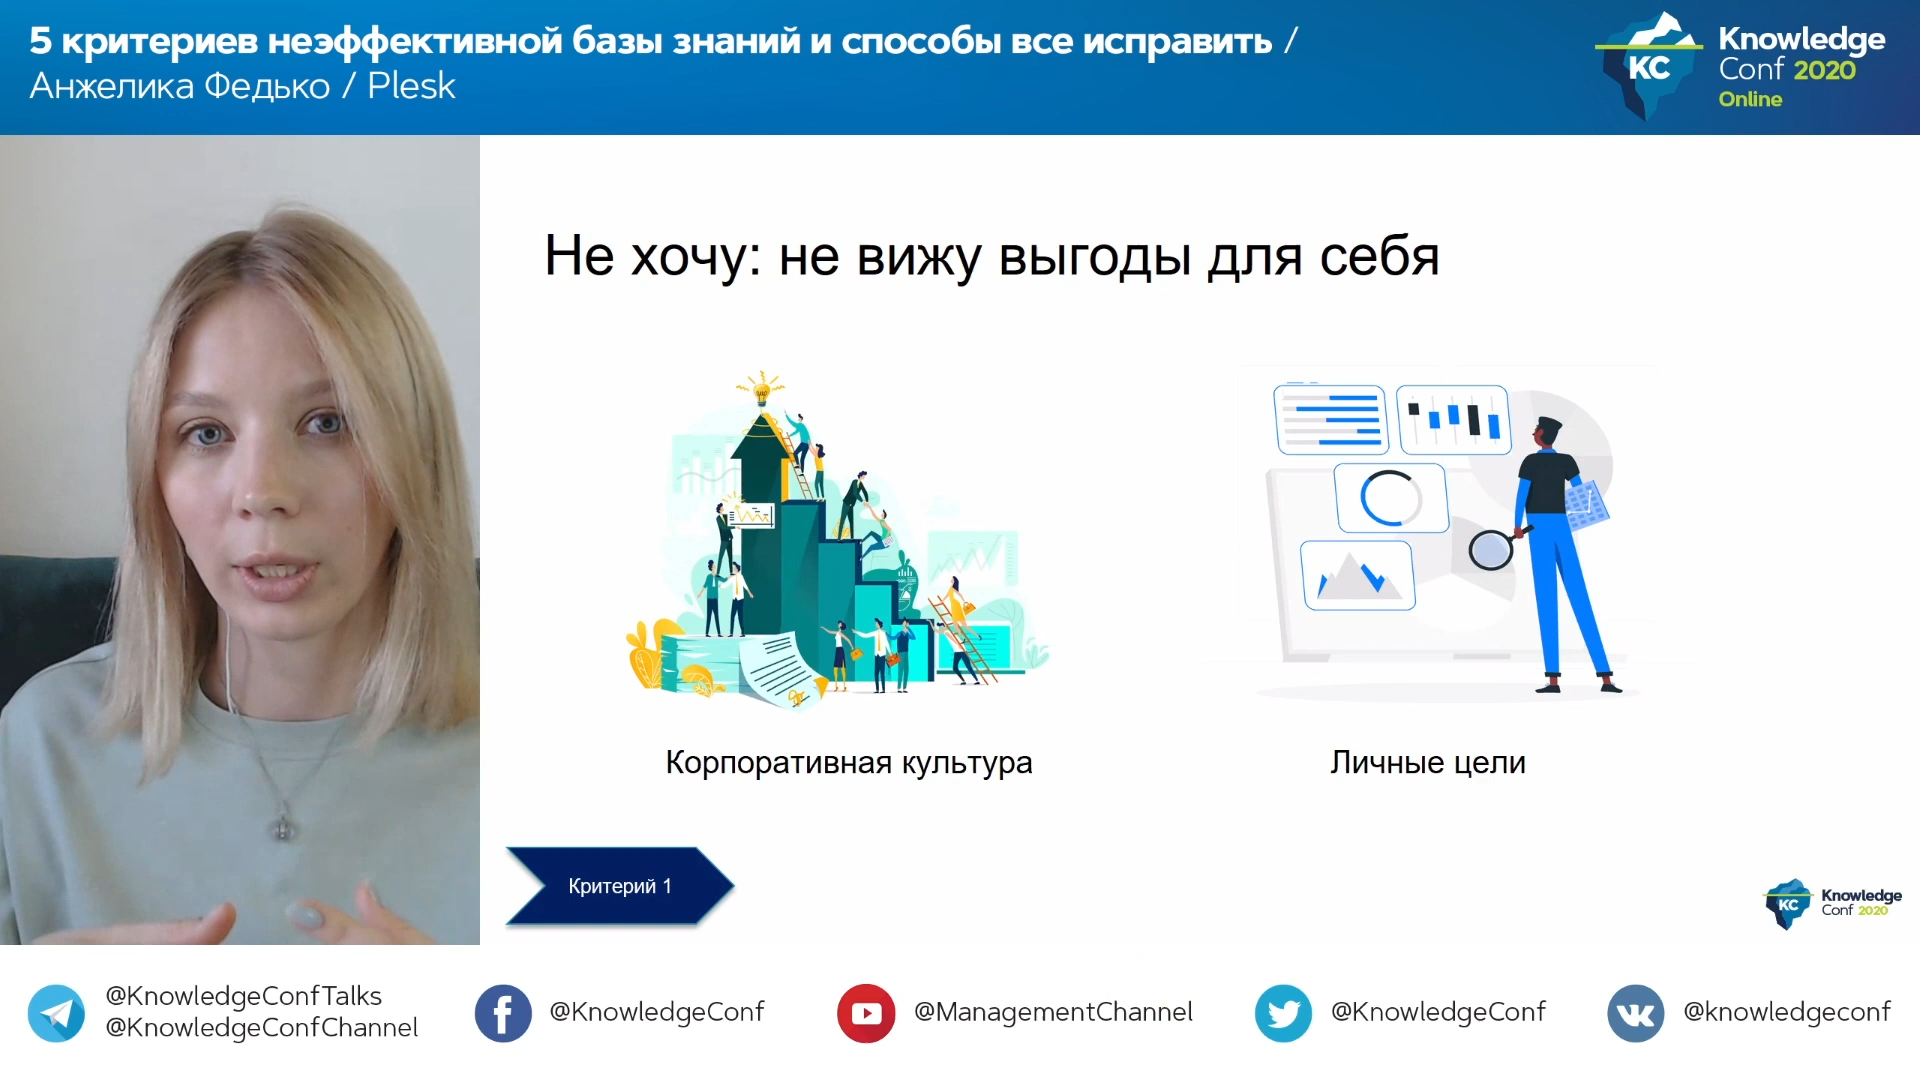 5 критериев неэффективной базы знаний и способы все исправить /
Анжелика Федько / Plesk
KC
Knowledge
Conf 2020
Online
Не хочу: не вижу выгоды для себя
Корпоративная культура
Личные цели
Критерий 1
KC
Knowledge
Conf 2020
@KnowledgeConfTalks
@KnowledgeConfChannel
@KnowledgeConf
@ManagementChannel
@KnowledgeConf
@knowledgeconf